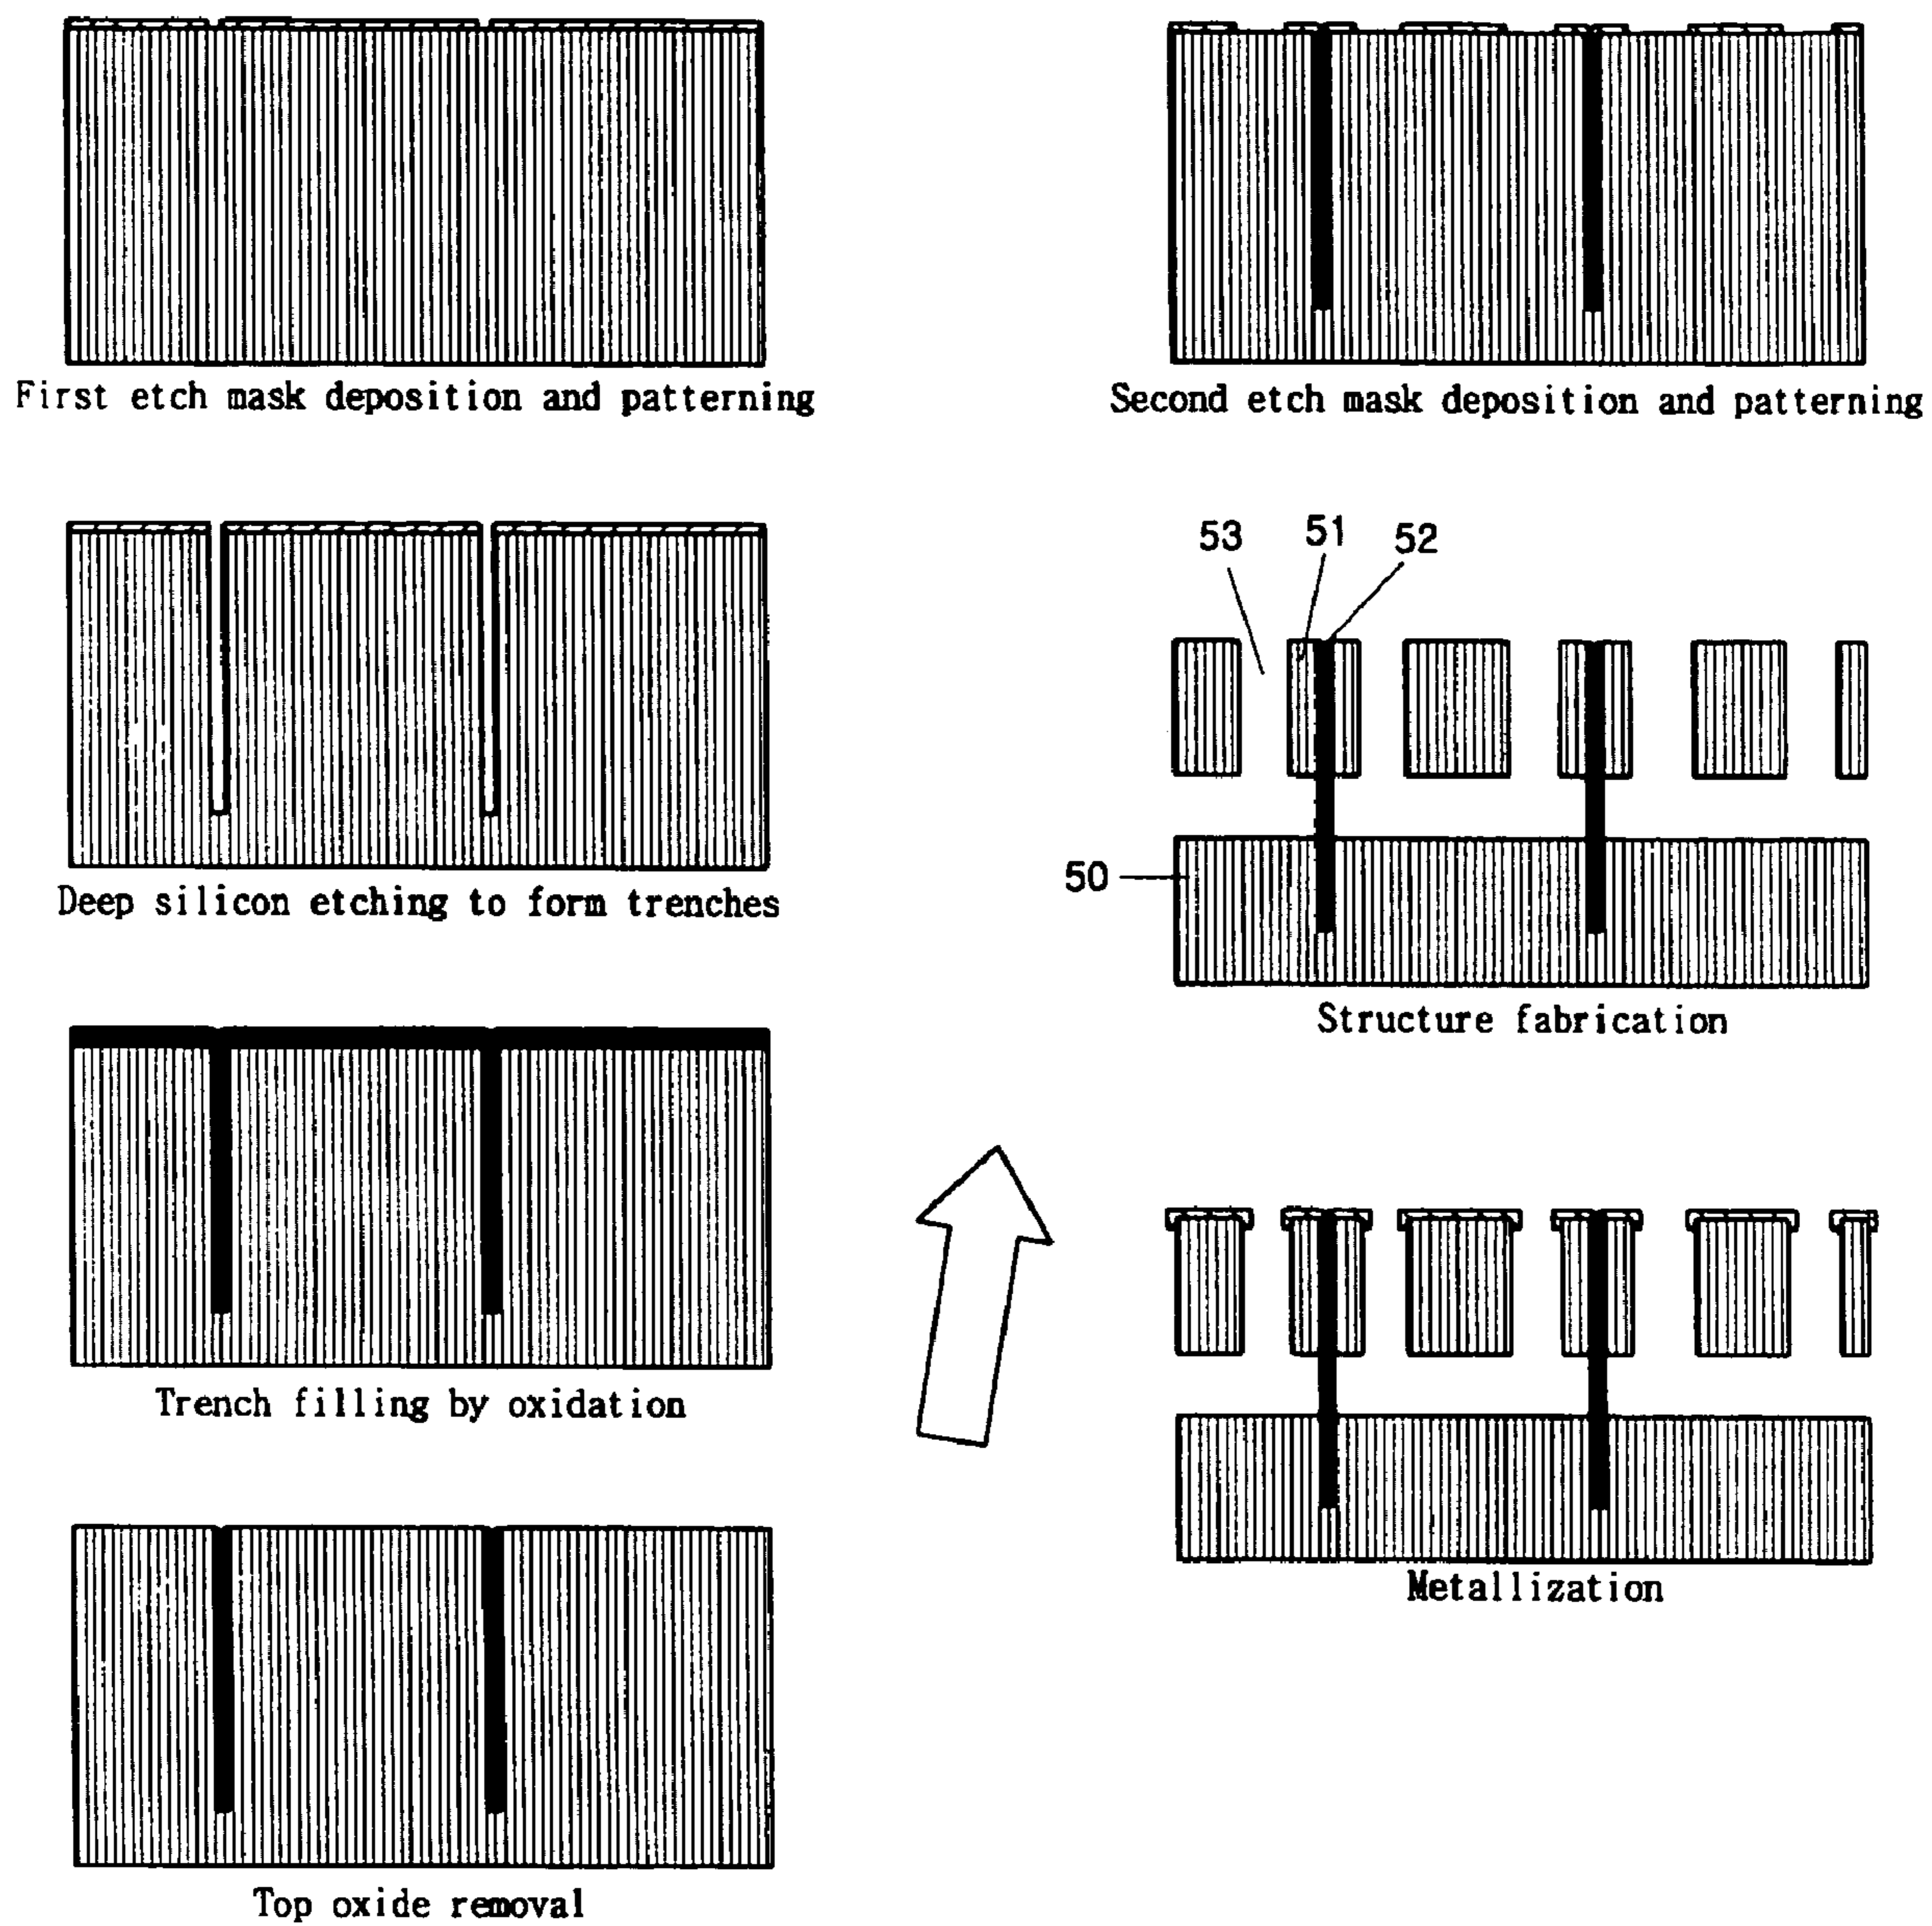 First etch mask deposition and patterning
Deep silicon etching to form trenches
Trench filling by oxidation
Top oxide removal
Second etch mask deposition and patterning
53
51
52
50
Structure fabrication
Metallization